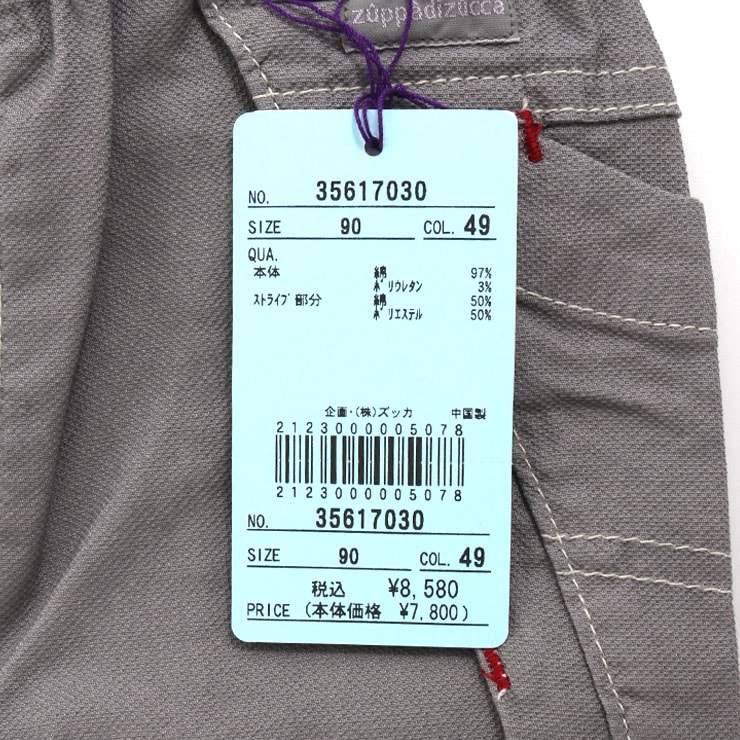 zûppadizucca
NO. 35617030
SIZE 90 COL. 49
QUA.
本体 綿 97%
ポリウレタン 3%
ストライプ部分 綿 50%
ポリエステル 50%
企画・(株)ズッカ 中国製
2123000005078
2123000005078
NO. 35617030
SIZE 90 COL. 49
税込 ¥8,580
PRICE (本体価格 ¥7,800)